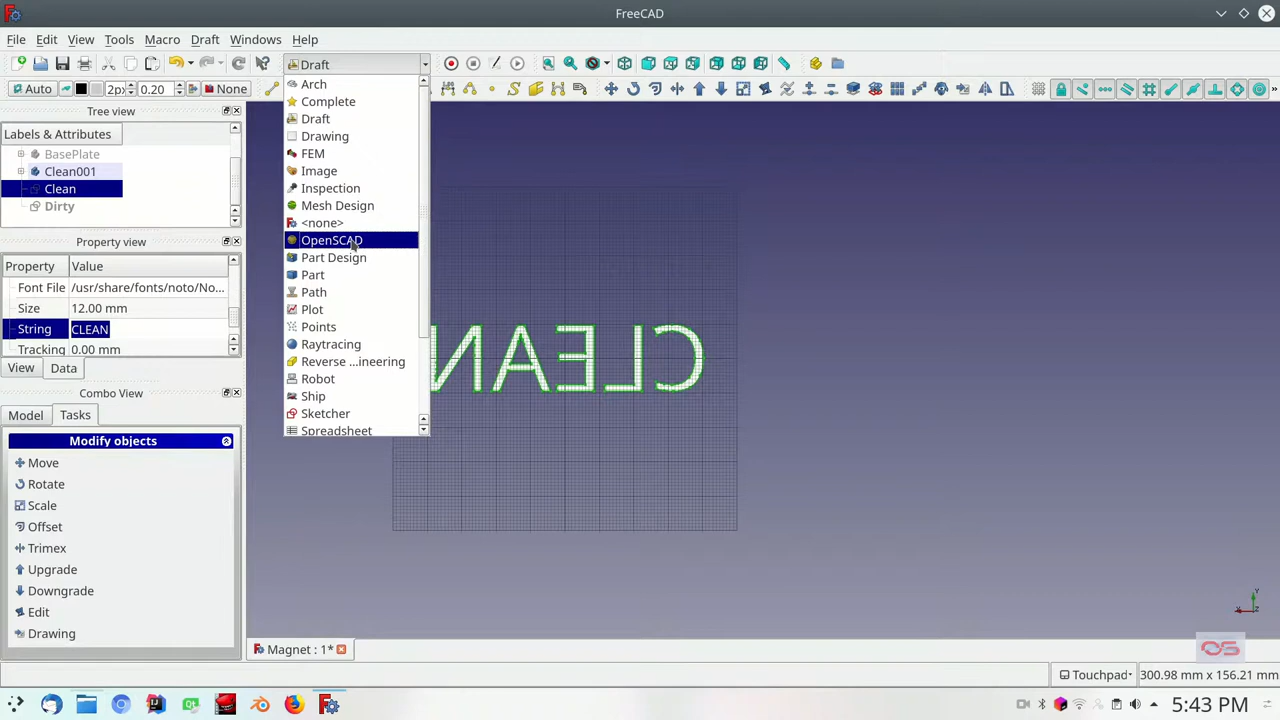 FreeCAD
File Edit View Tools Macro Draft Windows Help
Draft
Auto 2px 0.20 None
Tree view
Labels & Attributes
BasePlate
Clean001
Clean
Dirty
Property view
Property Value
Font File /usr/share/fonts/noto/No...
Size 12.00 mm
String CLEAN
Tracking 0.00 mm
View Data
Combo View
Model Tasks
Modify objects
Move
Rotate
Scale
Offset
Trimex
Upgrade
Downgrade
Edit
Drawing
Arch
Complete
Draft
Drawing
FEM
Image
Inspection
Mesh Design
<none>
OpenSCAD
Part Design
Part
Path
Plot
Points
Raytracing
Reverse ...ineering
Robot
Ship
Sketcher
Spreadsheet
CLEAN
Magnet : 1*
Touchpad 300.98 mm x 156.21 mm
5:43 PM